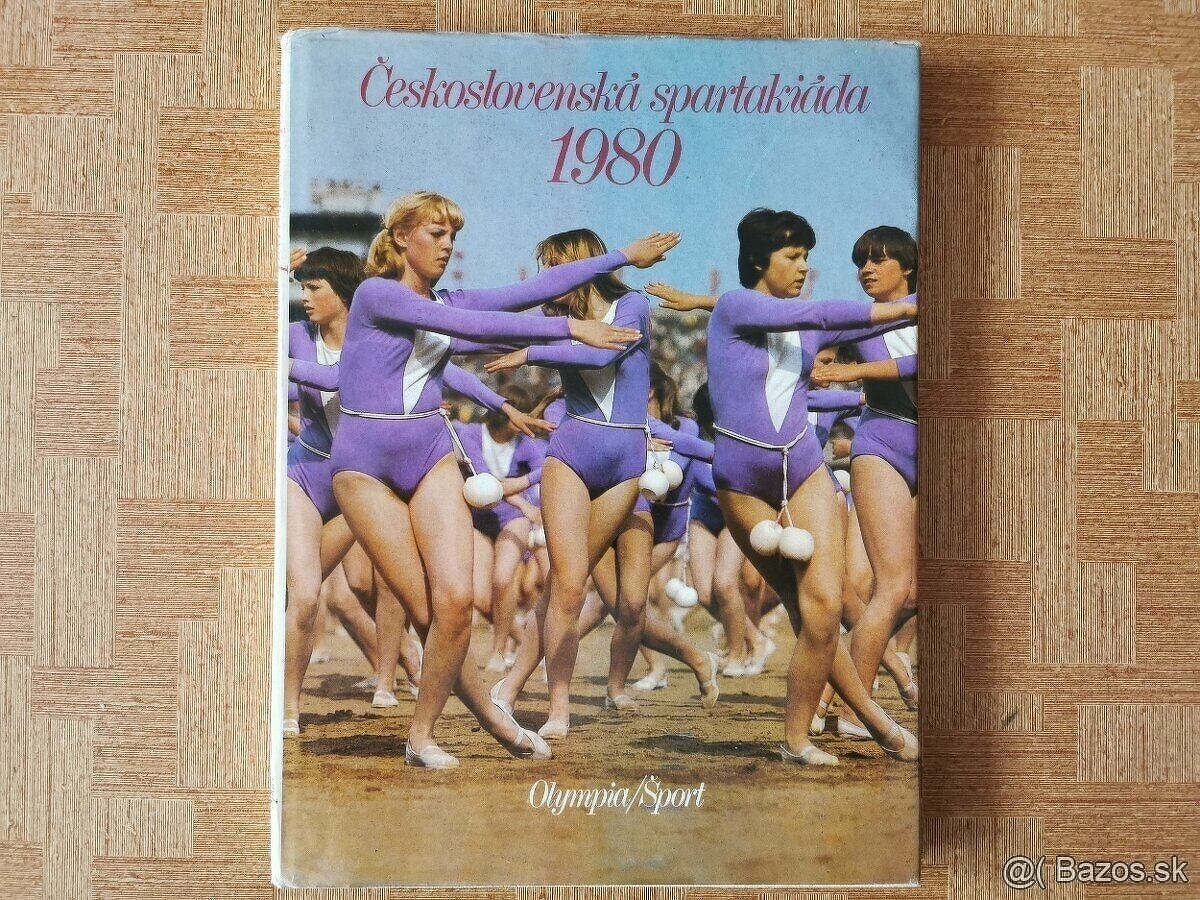 Československá spartakiáda
1980
Olympia/Šport
@( Bazos.sk